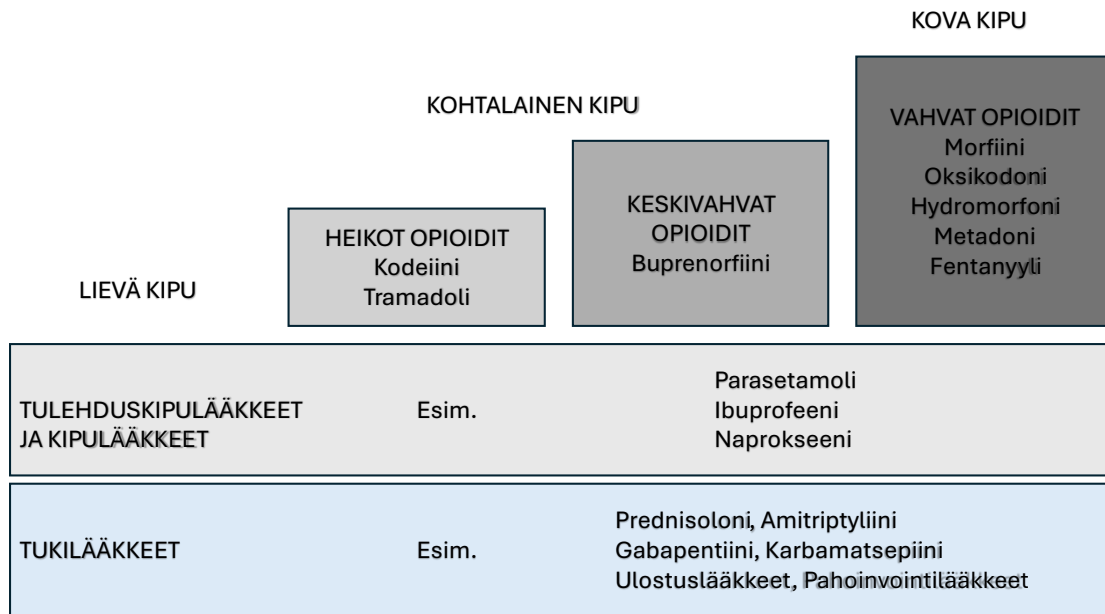 KOVA KIPU
KOHTALAINEN KIPU
VAHVAT OPIOIDIT
Morfiini
Oksikodoni
Hydromorfoni
Metadoni
Fentanyyli
KESKIVAHVAT
OPIOIDIT
Buprenorfiini
HEIKOT OPIOIDIT
Kodeiini
Tramadoli
LIEVÄ KIPU
TULEHDUSKIPULÄÄKKEET
JA KIPULÄÄKKEET
Esim.
Parasetamoli
Ibuprofeeni
Naprokseeni
TUKILÄÄKKEET
Esim.
Prednisoloni, Amitriptyliini
Gabapentiini, Karbamatsepiini
Ulostuslääkkeet, Pahoinvointilääkkeet